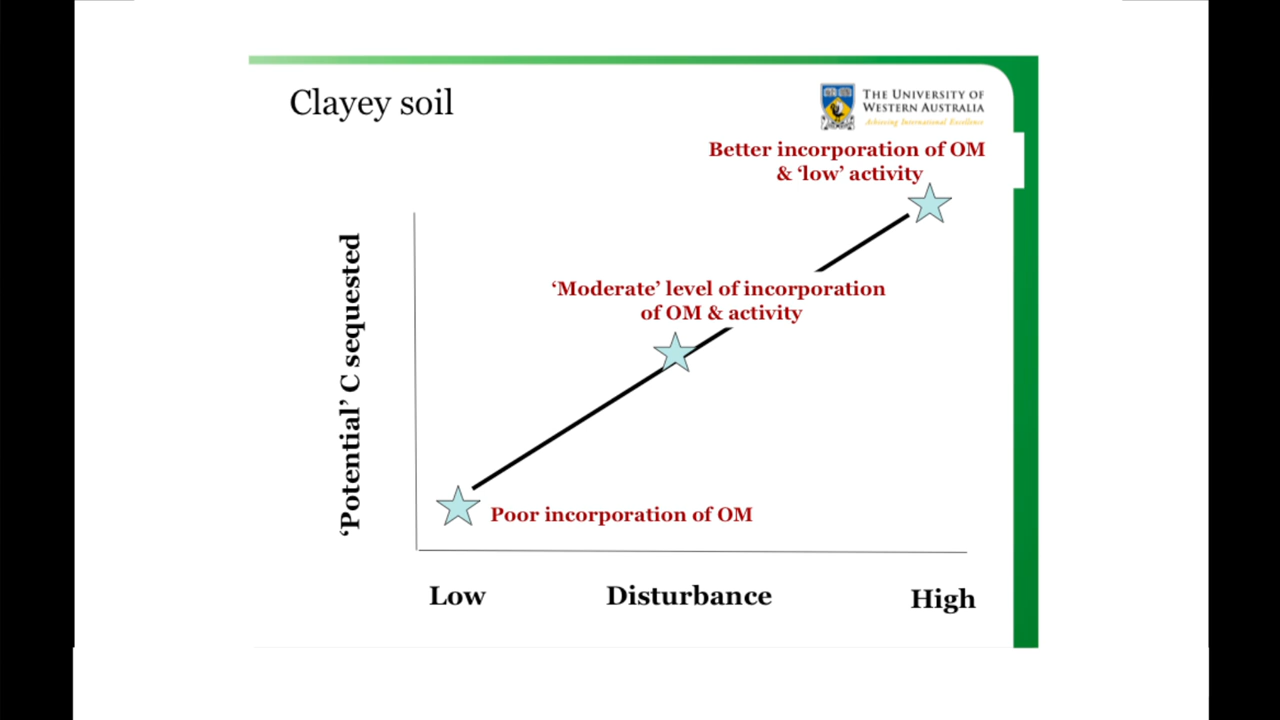 Clayey soil
THE UNIVERSITY OF
WESTERN AUSTRALIA
Achieving International Excellence
Better incorporation of OM
& ‘low’ activity
‘Moderate’ level of incorporation
of OM & activity
‘Potential’ C sequested
Poor incorporation of OM
Low Disturbance High